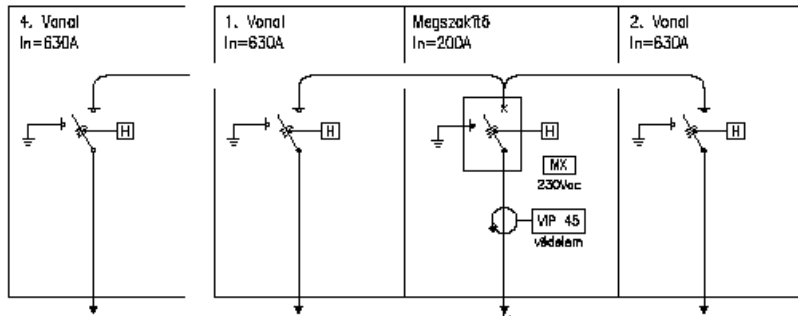 4. Vonal
In=630A
1. Vonal
In=630A
Megszakító
In=200A
2. Vonal
In=630A
H
H
H
H
MX
230Vac
VIP 45
védelem